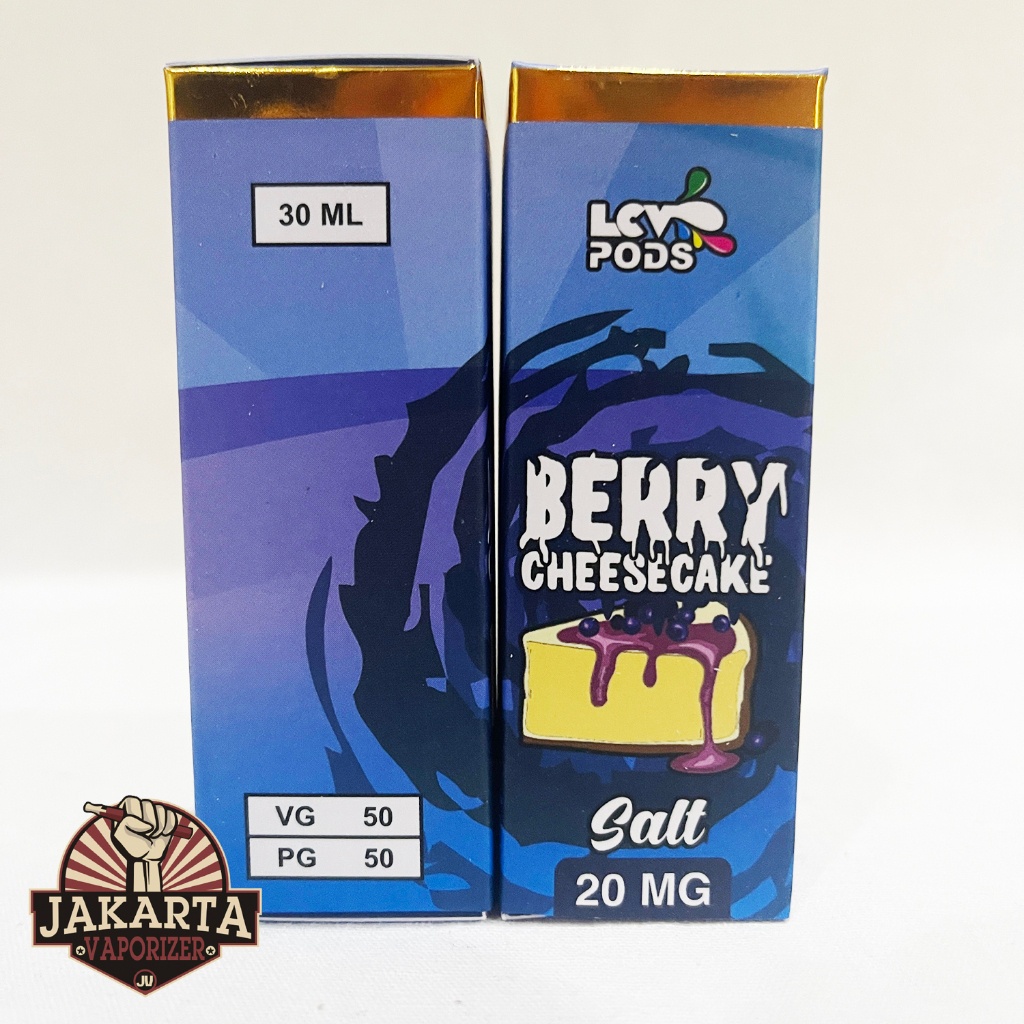 30 ML
VG 50
PG 50
LCV
PODS
BERRY
CHEESECAKE
Salt
20 MG
JAKARTA
VAPORIZER
JV